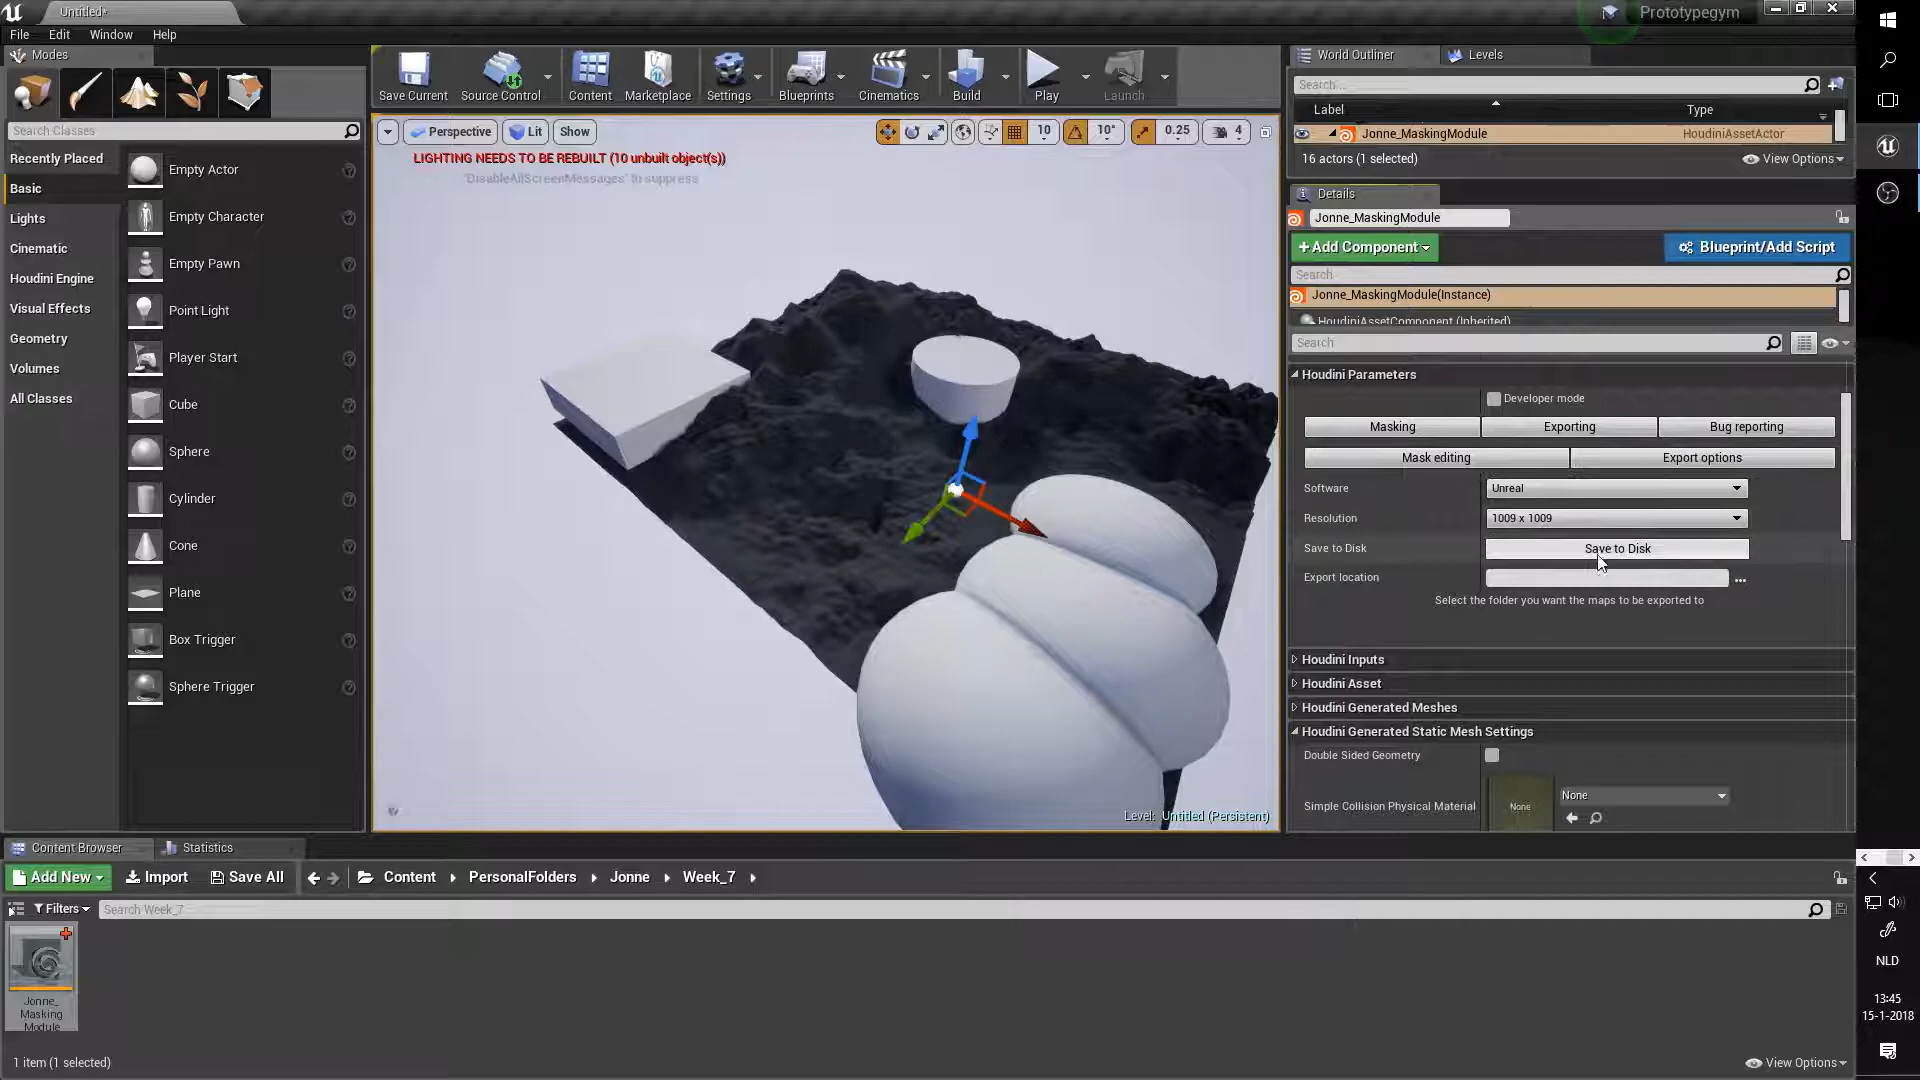 Untitled*
Prototypegym
File Edit Window Help
Modes
Search Classes
Recently Placed
Basic
Lights
Cinematic
Houdini Engine
Visual Effects
Geometry
Volumes
All Classes
Empty Actor
Empty Character
Empty Pawn
Point Light
Player Start
Cube
Sphere
Cylinder
Cone
Plane
Box Trigger
Sphere Trigger
Save Current Source Control Content Marketplace Settings Blueprints Cinematics Build Play Launch
Perspective Lit Show 10 10° 0.25 4
LIGHTING NEEDS TO BE REBUILT (10 unbuilt object(s))
'DisableAllScreenMessages' to suppress
Level: Untitled (Persistent)
World Outliner Levels
Search...
Label Type
Jonne_MaskingModule HoudiniAssetActor
16 actors (1 selected) View Options
Details
Jonne_MaskingModule
+Add Component Blueprint/Add Script
Search
Jonne_MaskingModule(Instance)
HoudiniAssetComponent (Inherited)
Search
Houdini Parameters
Developer mode
Masking Exporting Bug reporting
Mask editing Export options
Software Unreal
Resolution 1009 x 1009
Save to Disk Save to Disk
Export location ...
Select the folder you want the maps to be exported to
Houdini Inputs
Houdini Asset
Houdini Generated Meshes
Houdini Generated Static Mesh Settings
Double Sided Geometry
Simple Collision Physical Material None None
Content Browser Statistics
Add New Import Save All Content PersonalFolders Jonne Week_7
Filters Search Week_7
Jonne_
Masking
Module
1 item (1 selected) View Options
NLD
13:45
15-1-2018